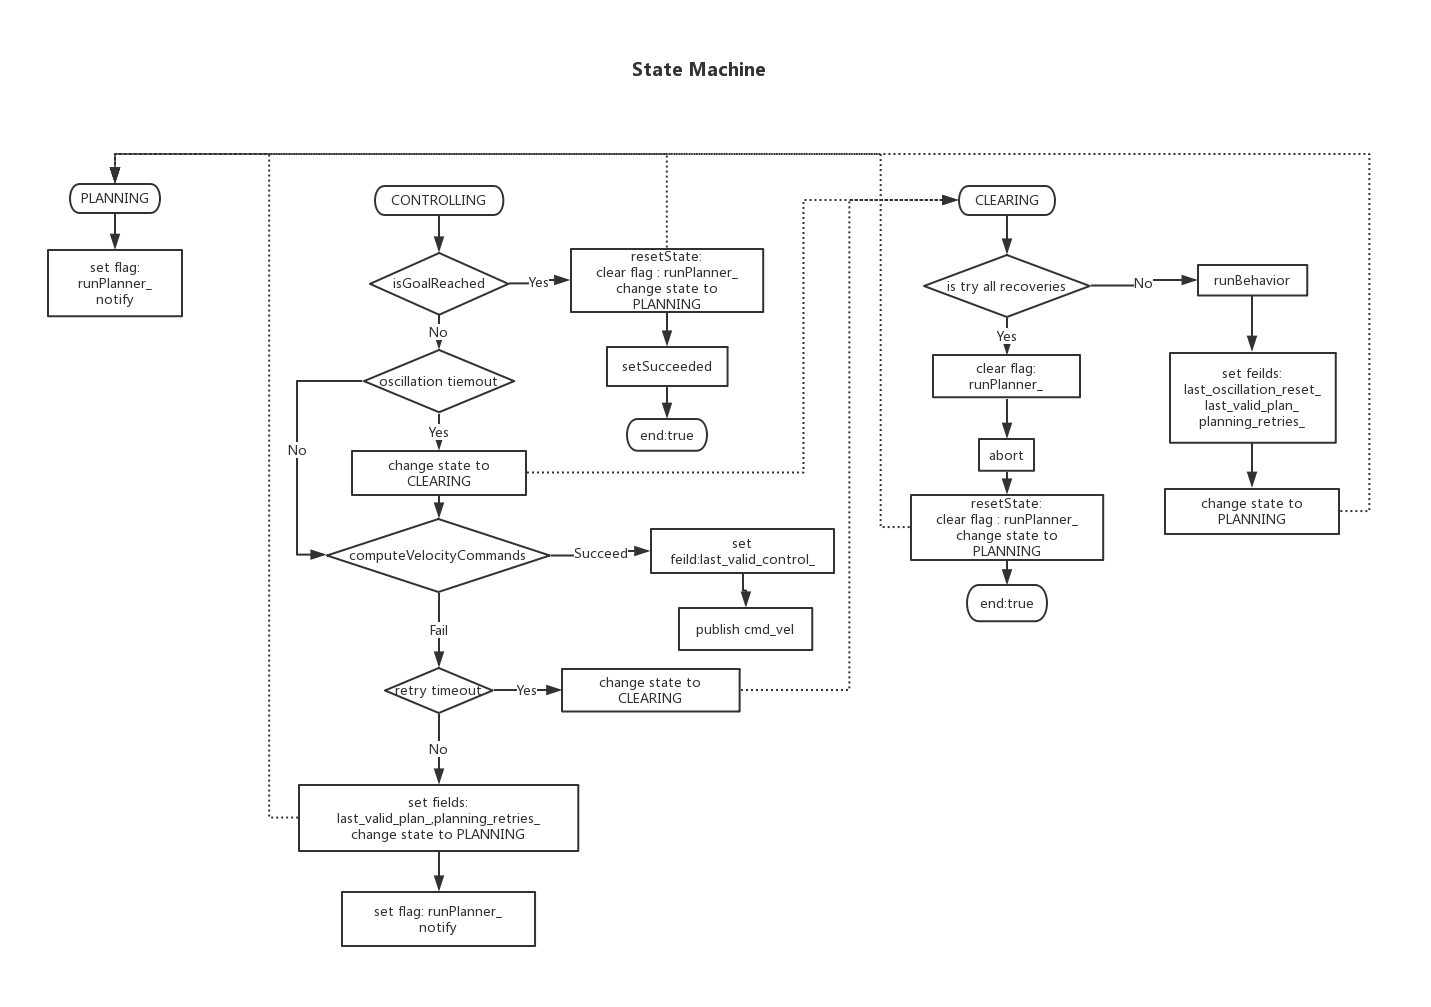 State Machine
PLANNING
set flag:
runPlanner_
notify
CONTROLLING
isGoalReached
Yes
resetState:
clear flag : runPlanner_
change state to
PLANNING
setSucceeded
end:true
No
oscillation tiemout
No
Yes
change state to
CLEARING
computeVelocityCommands
Succeed
set
feild:last_valid_control_
publish cmd_vel
Fail
retry timeout
Yes
change state to
CLEARING
No
set fields:
last_valid_plan_,planning_retries_
change state to PLANNING
set flag: runPlanner_
notify
CLEARING
is try all recoveries
No
runBehavior
set feilds:
last_oscillation_reset_
last_valid_plan_
planning_retries_
change state to
PLANNING
Yes
clear flag:
runPlanner_
abort
resetState:
clear flag : runPlanner_
change state to
PLANNING
end:true